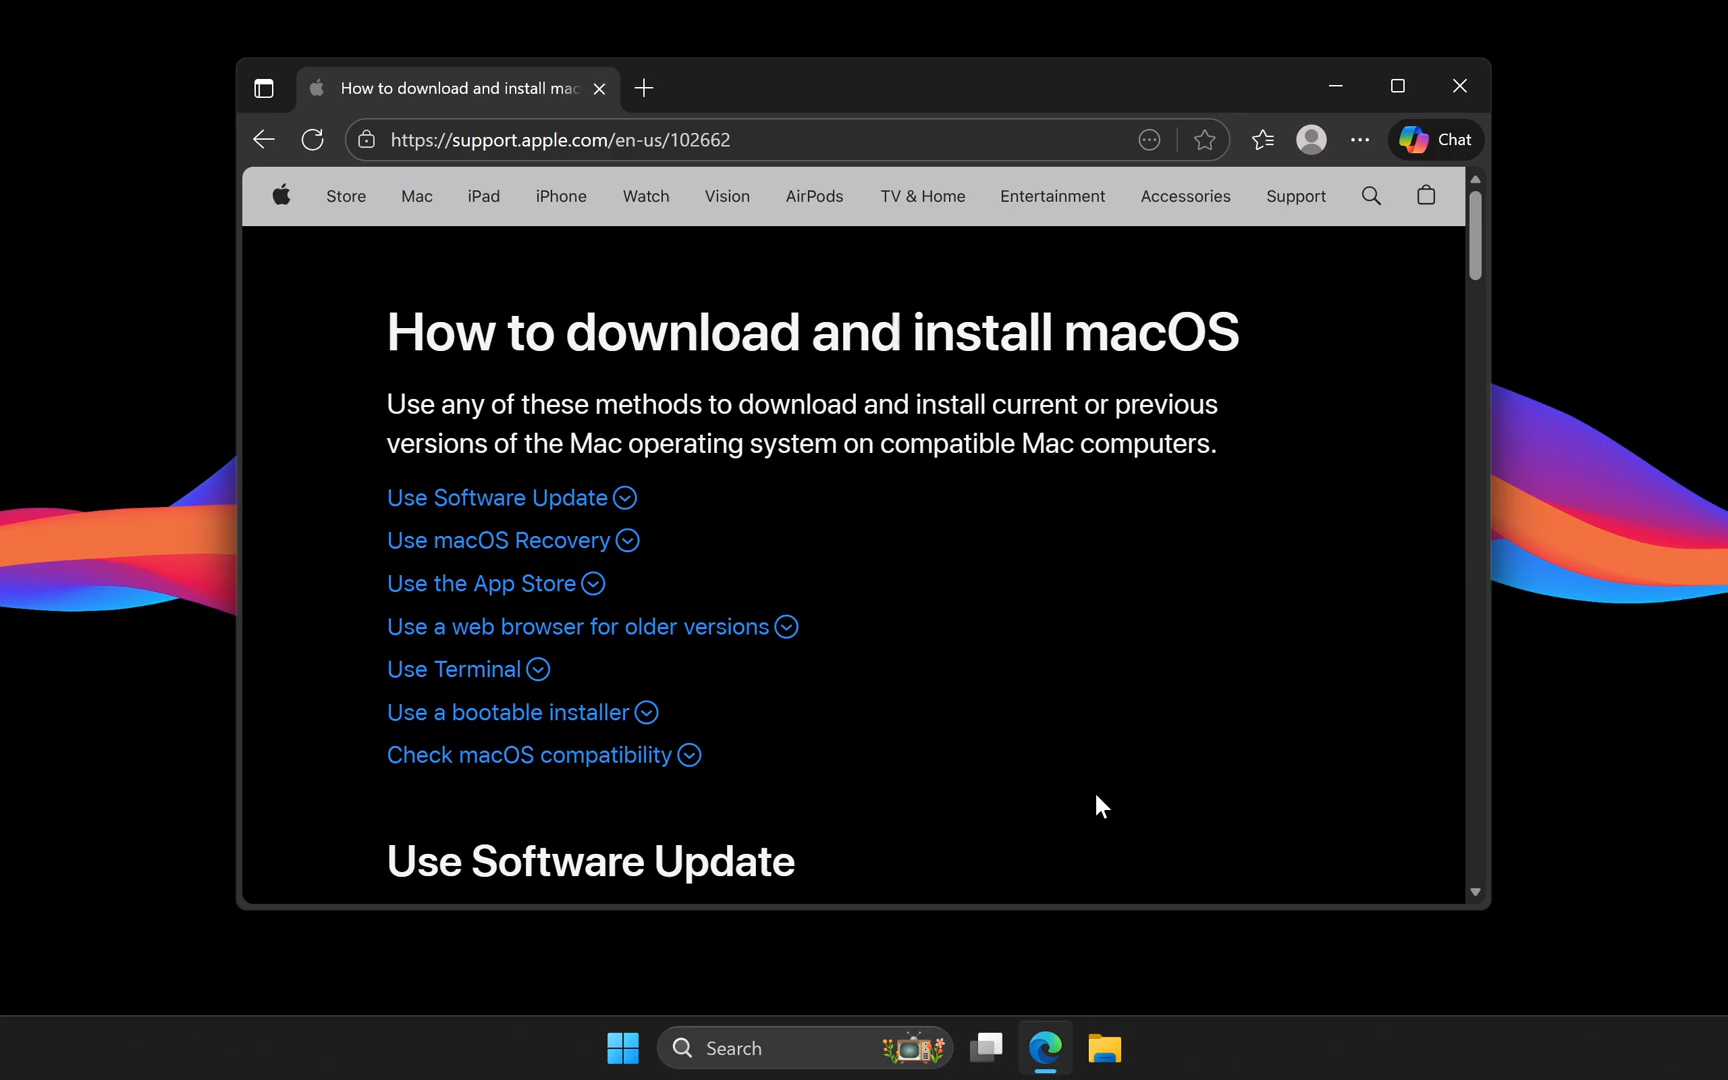 How to download and install mac
https://support.apple.com/en-us/102662
Chat
Store Mac iPad iPhone Watch Vision AirPods TV & Home Entertainment Accessories Support
How to download and install macOS
Use any of these methods to download and install current or previous
versions of the Mac operating system on compatible Mac computers.
Use Software Update
Use macOS Recovery
Use the App Store
Use a web browser for older versions
Use Terminal
Use a bootable installer
Check macOS compatibility
Use Software Update
Search